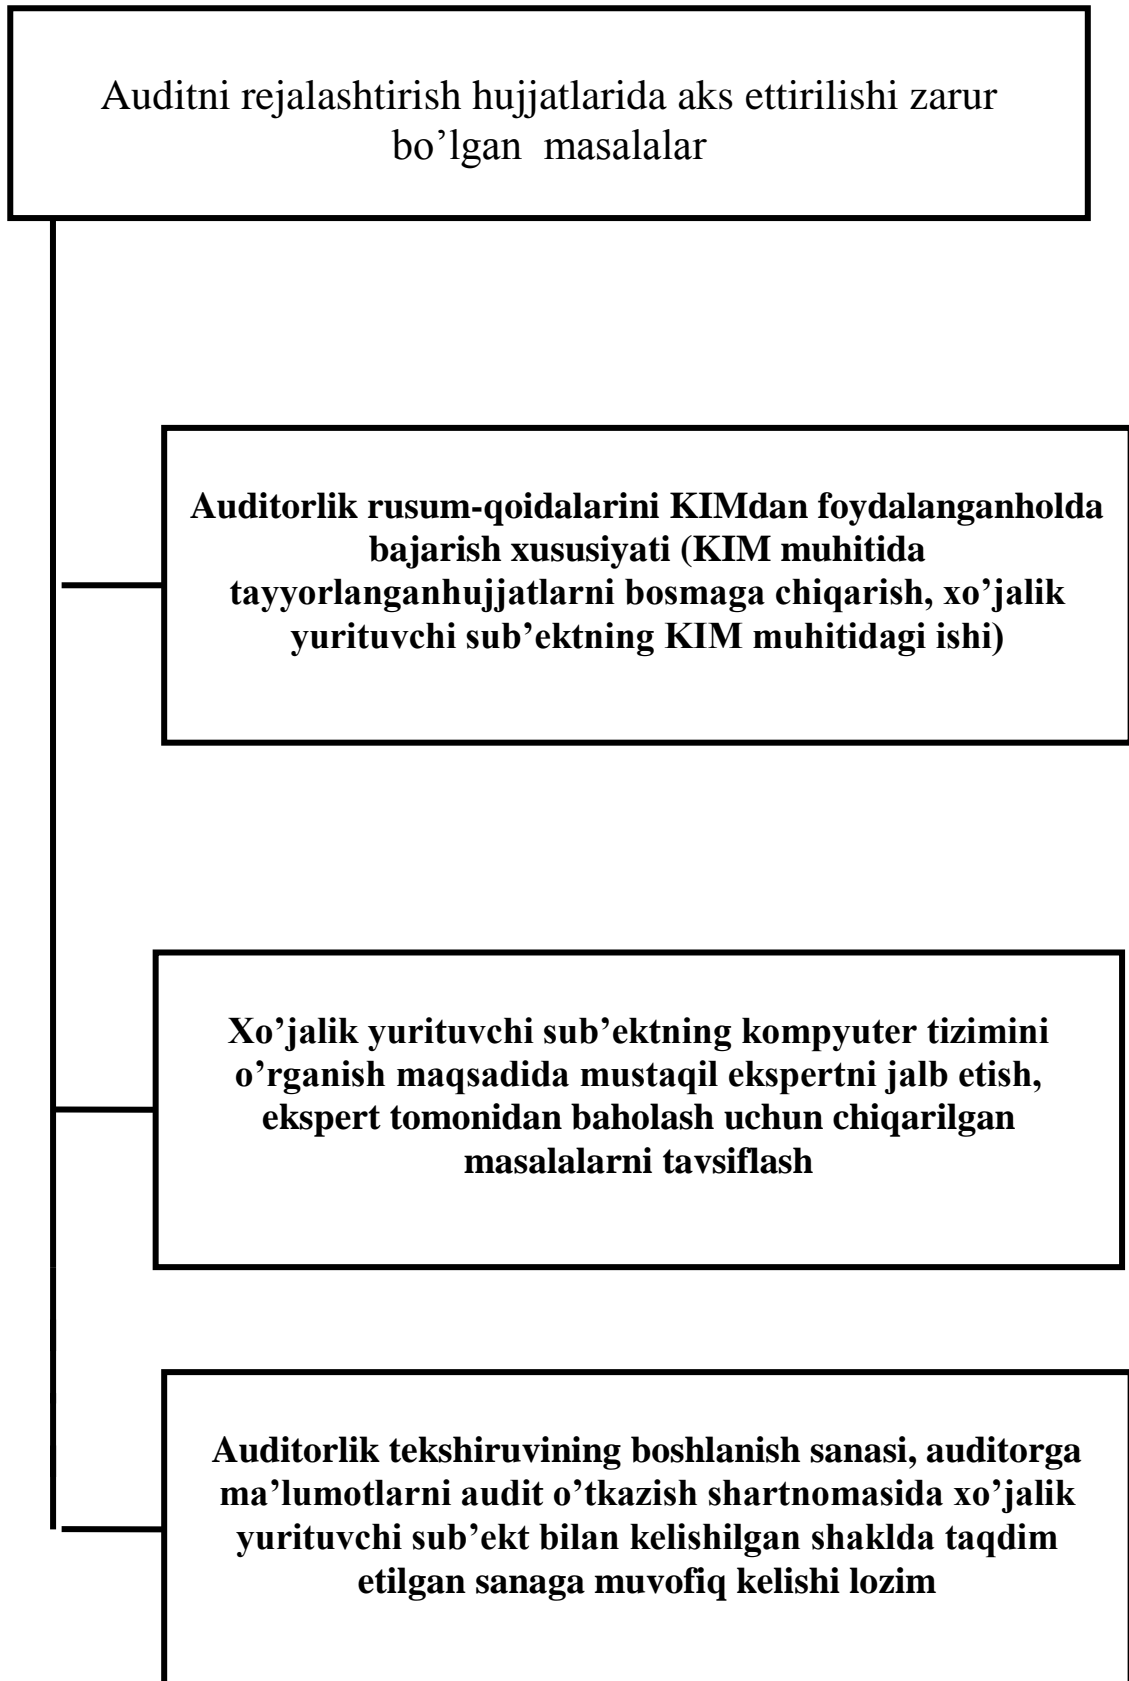 Auditni rejalashtirish hujjatlarida aks ettirilishi zarur
bo’lgan masalalar
Auditorlik rusum-qoidalarini KIMdan foydalanganholda
bajarish xususiyati (KIM muhitida
tayyorlanganhujjatlarni bosmaga chiqarish, xo’jalik
yurituvchi sub’ektning KIM muhitidagi ishi)
Xo’jalik yurituvchi sub’ektning kompyuter tizimini
o’rganish maqsadida mustaqil ekspertni jalb etish,
ekspert tomonidan baholash uchun chiqarilgan
masalalarni tavsiflash
Auditorlik tekshiruvining boshlanish sanasi, auditorga
ma’lumotlarni audit o’tkazish shartnomasida xo’jalik
yurituvchi sub’ekt bilan kelishilgan shaklda taqdim
etilgan sanaga muvofiq kelishi lozim